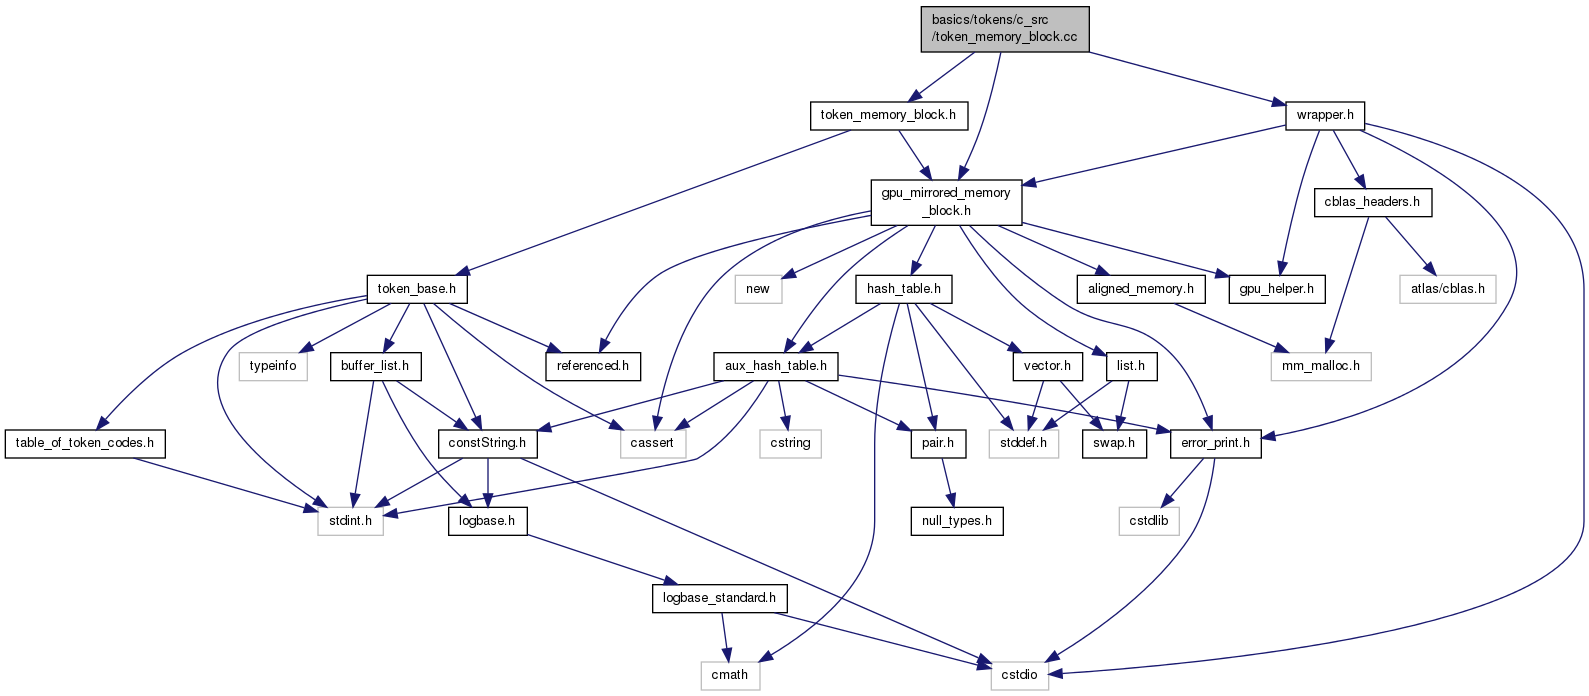 basics/tokens/c_src
/token_memory_block.cc
token_memory_block.h
wrapper.h
gpu_mirrored_memory
_block.h
cblas_headers.h
token_base.h
new
hash_table.h
aligned_memory.h
gpu_helper.h
atlas/cblas.h
typeinfo
buffer_list.h
referenced.h
aux_hash_table.h
vector.h
list.h
mm_malloc.h
table_of_token_codes.h
constString.h
cassert
cstring
pair.h
stddef.h
swap.h
error_print.h
stdint.h
logbase.h
null_types.h
cstdlib
logbase_standard.h
cmath
cstdio